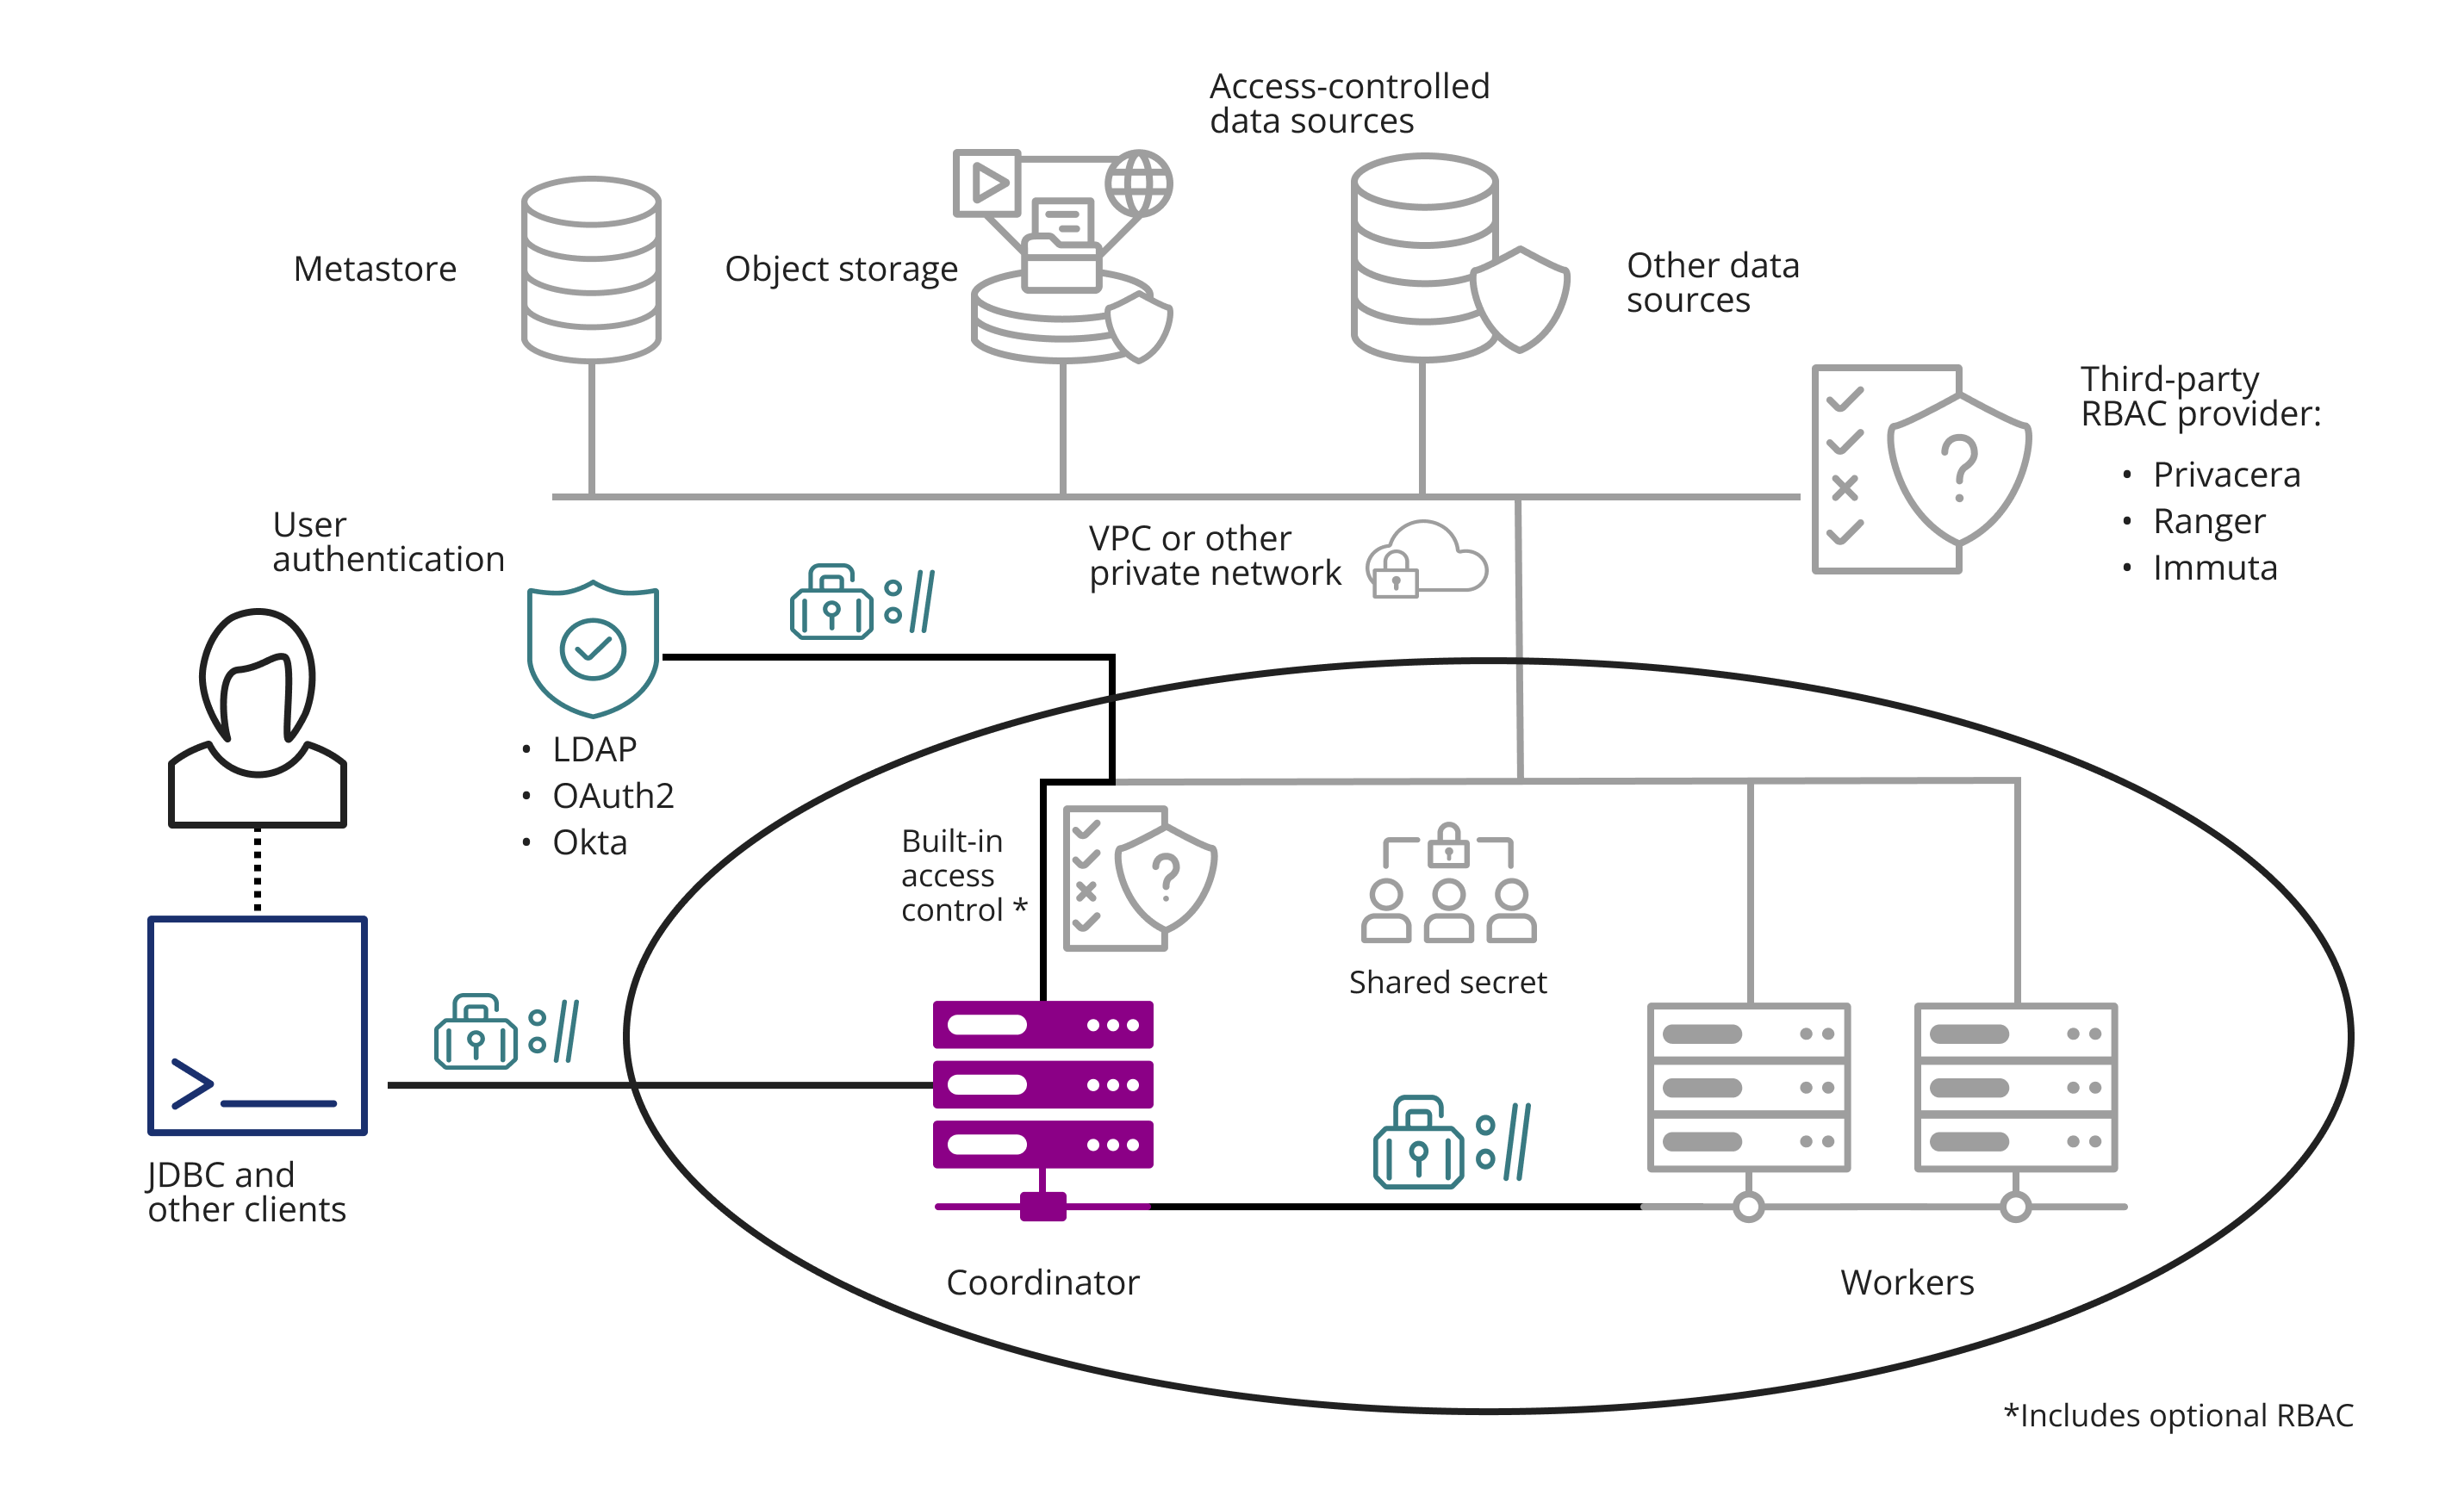 Access-controlled
data sources
Metastore
Object storage
Other data
sources
Third-party
RBAC provider:
• Privacera
• Ranger
• Immuta
User
authentication
VPC or other
private network
• LDAP
• OAuth2
• Okta
://
Built-in
access
control *
Shared secret
://
://
>_
JDBC and
other clients
Coordinator
Workers
*Includes optional RBAC